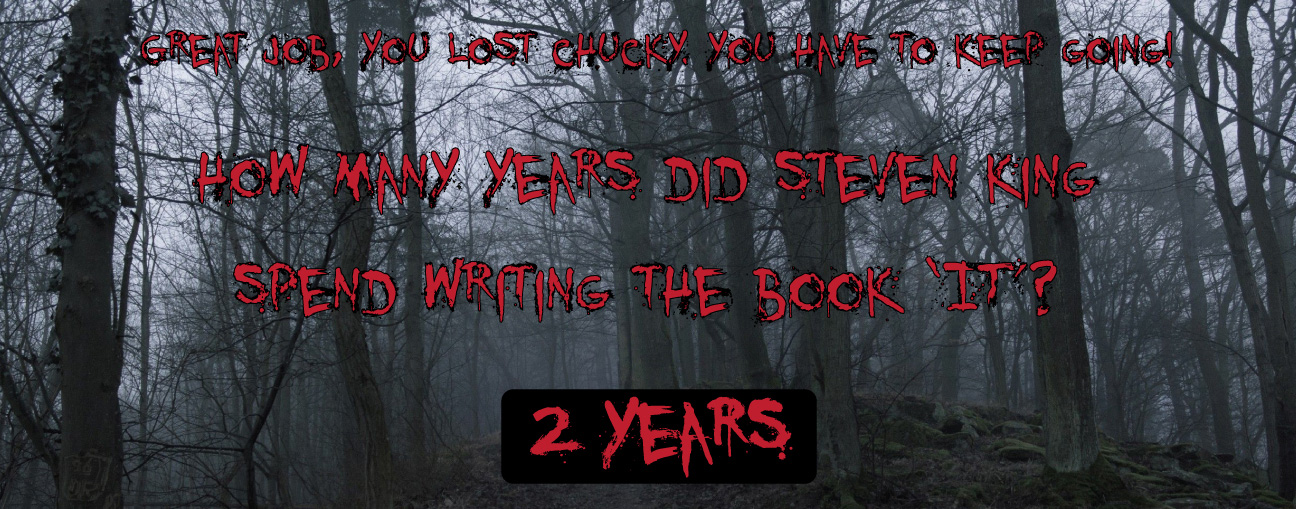 GREAT JOB, YOU LOST CHUCKY. YOU HAVE TO KEEP GOING!
HOW MANY YEARS DID STEVEN KING
SPEND WRITING THE BOOK 'IT'?
2 YEARS